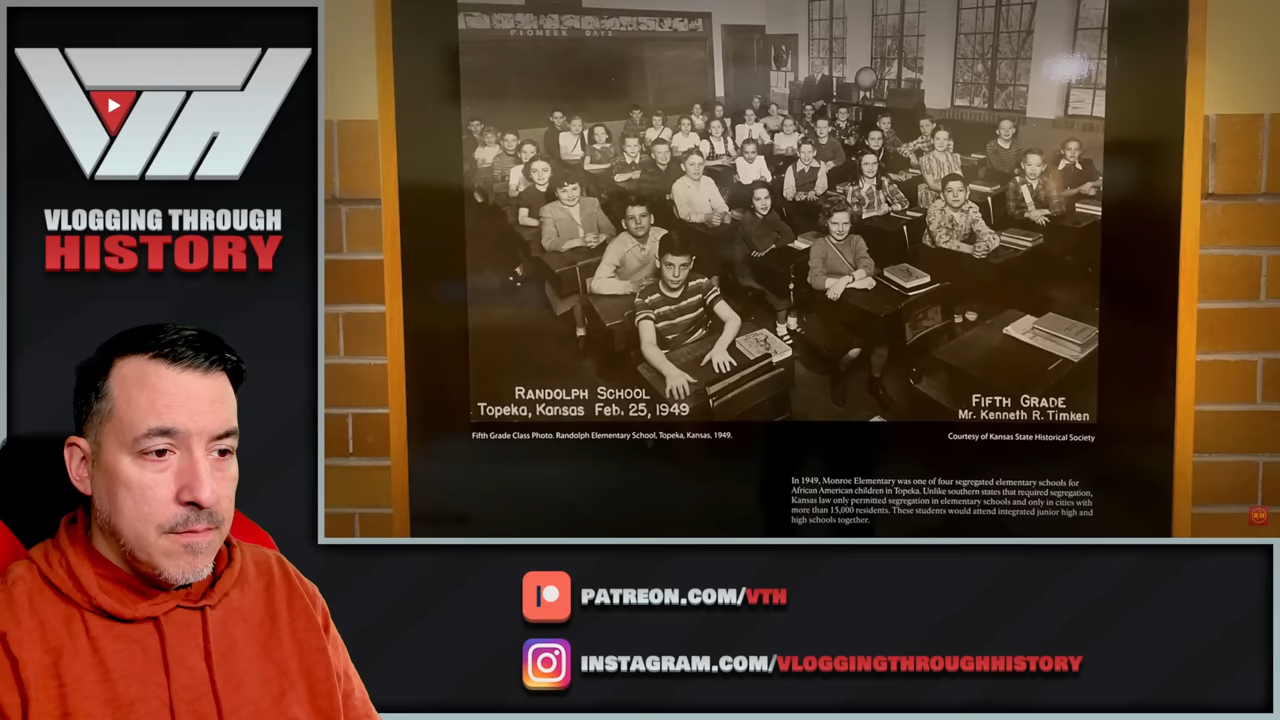 VTH
VLOGGING THROUGH
HISTORY
PIONEER DAYS
RANDOLPH SCHOOL
TOPEKA, KANSAS FEB. 25, 1949
FIFTH GRADE
MR. KENNETH R. TIMKEN
Fifth Grade Class Photo. Randolph Elementary School, Topeka, Kansas, 1949.
Courtesy of Kansas State Historical Society
In 1949, Monroe Elementary was one of four segregated elementary schools for
African American children in Topeka. Unlike southern states that required segregation,
Kansas law only permitted segregation in elementary schools and only in cities with
more than 15,000 residents. These students would attend integrated junior high and
high schools together.
PATREON.COM/VTH
INSTAGRAM.COM/VLOGGINGTHROUGHHISTORY